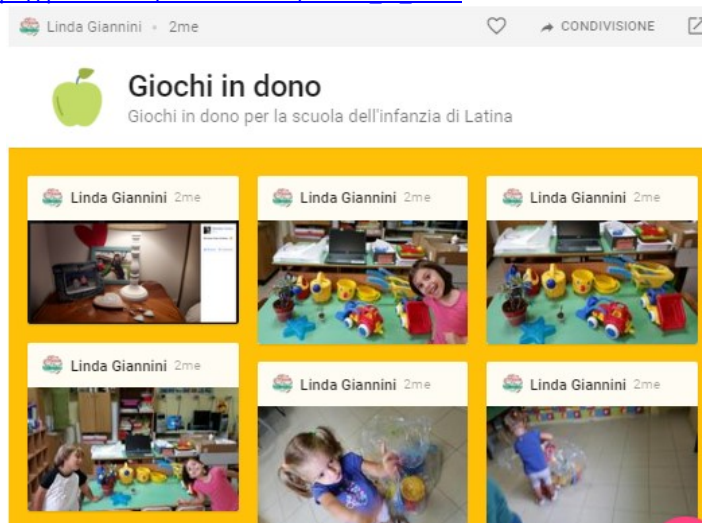 Linda Giannini • 2me
CONDIVISIONE
Giochi in dono
Giochi in dono per la scuola dell'infanzia di Latina
Linda Giannini 2me
Linda Giannini 2me
Linda Giannini 2me
Linda Giannini 2me
Linda Giannini 2me
Linda Giannini 2me